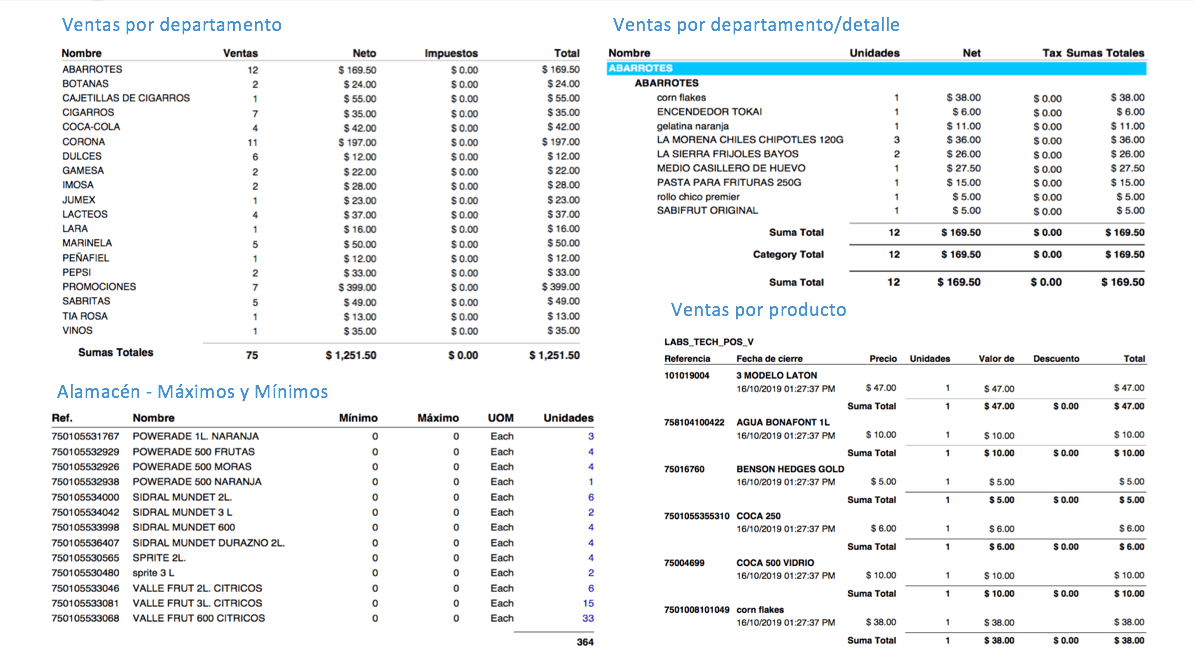 Ventas por departamento
Nombre Ventas Neto Impuestos Total
ABARROTES 12 $ 169.50 $ 0.00 $ 169.50
BOTANAS 2 $ 24.00 $ 0.00 $ 24.00
CAJETILLAS DE CIGARROS 1 $ 55.00 $ 0.00 $ 55.00
CIGARROS 7 $ 35.00 $ 0.00 $ 35.00
COCA-COLA 4 $ 42.00 $ 0.00 $ 42.00
CORONA 11 $ 197.00 $ 0.00 $ 197.00
DULCES 6 $ 12.00 $ 0.00 $ 12.00
GAMESA 2 $ 22.00 $ 0.00 $ 22.00
IMOSA 2 $ 28.00 $ 0.00 $ 28.00
JUMEX 1 $ 23.00 $ 0.00 $ 23.00
LACTEOS 4 $ 37.00 $ 0.00 $ 37.00
LARA 1 $ 16.00 $ 0.00 $ 16.00
MARINELA 5 $ 50.00 $ 0.00 $ 50.00
PEÑAFIEL 1 $ 12.00 $ 0.00 $ 12.00
PEPSI 2 $ 33.00 $ 0.00 $ 33.00
PROMOCIONES 7 $ 399.00 $ 0.00 $ 399.00
SABRITAS 5 $ 49.00 $ 0.00 $ 49.00
TIA ROSA 1 $ 13.00 $ 0.00 $ 13.00
VINOS 1 $ 35.00 $ 0.00 $ 35.00
Sumas Totales 75 $ 1,251.50 $ 0.00 $ 1,251.50
Alamacén - Máximos y Mínimos
Ref. Nombre Mínimo Máximo UOM Unidades
750105531767 POWERADE 1L. NARANJA 0 0 Each 3
750105532929 POWERADE 500 FRUTAS 0 0 Each 4
750105532926 POWERADE 500 MORAS 0 0 Each 4
750105532938 POWERADE 500 NARANJA 0 0 Each 1
750105534000 SIDRAL MUNDET 2L. 0 0 Each 6
750105534042 SIDRAL MUNDET 3 L 0 0 Each 2
750105533998 SIDRAL MUNDET 600 0 0 Each 4
750105536407 SIDRAL MUNDET DURAZNO 2L. 0 0 Each 4
750105530565 SPRITE 2L. 0 0 Each 4
750105530480 sprite 3 L 0 0 Each 2
750105533046 VALLE FRUT 2L. CITRICOS 0 0 Each 6
750105533081 VALLE FRUT 3L. CITRICOS 0 0 Each 15
750105533068 VALLE FRUT 600 CITRICOS 0 0 Each 33
364
Ventas por departamento/detalle
Nombre Unidades Net Tax Sumas Totales
ABARROTES
ABARROTES
corn flakes 1 $ 38.00 $ 0.00 $ 38.00
ENCENDEDOR TOKAI 1 $ 6.00 $ 0.00 $ 6.00
gelatina naranja 1 $ 11.00 $ 0.00 $ 11.00
LA MORENA CHILES CHIPOTLES 120G 3 $ 36.00 $ 0.00 $ 36.00
LA SIERRA FRIJOLES BAYOS 2 $ 26.00 $ 0.00 $ 26.00
MEDIO CASILLERO DE HUEVO 1 $ 27.50 $ 0.00 $ 27.50
PASTA PARA FRITURAS 250G 1 $ 15.00 $ 0.00 $ 15.00
rollo chico premier 1 $ 5.00 $ 0.00 $ 5.00
SABIFRUT ORIGINAL 1 $ 5.00 $ 0.00 $ 5.00
Suma Total 12 $ 169.50 $ 0.00 $ 169.50
Category Total 12 $ 169.50 $ 0.00 $ 169.50
Suma Total 12 $ 169.50 $ 0.00 $ 169.50
Ventas por producto
LABS_TECH_POS_V
Referencia Fecha de cierre Precio Unidades Valor de Descuento Total
101019004 3 MODELO LATON
16/10/2019 01:27:37 PM $ 47.00 1 $ 47.00 $ 47.00
Suma Total 1 $ 47.00 $ 0.00 $ 47.00
758104100422 AGUA BONAFONT 1L
16/10/2019 01:27:37 PM $ 10.00 1 $ 10.00 $ 10.00
Suma Total 1 $ 10.00 $ 0.00 $ 10.00
75016760 BENSON HEDGES GOLD
16/10/2019 01:27:37 PM $ 5.00 1 $ 5.00 $ 5.00
Suma Total 1 $ 5.00 $ 0.00 $ 5.00
7501055355310 COCA 250
16/10/2019 01:27:37 PM $ 6.00 1 $ 6.00 $ 6.00
Suma Total 1 $ 6.00 $ 0.00 $ 6.00
75004699 COCA 500 VIDRIO
16/10/2019 01:27:37 PM $ 10.00 1 $ 10.00 $ 10.00
Suma Total 1 $ 10.00 $ 0.00 $ 10.00
7501008101049 corn flakes
16/10/2019 01:27:37 PM $ 38.00 1 $ 38.00 $ 38.00
Suma Total 1 $ 38.00 $ 0.00 $ 38.00